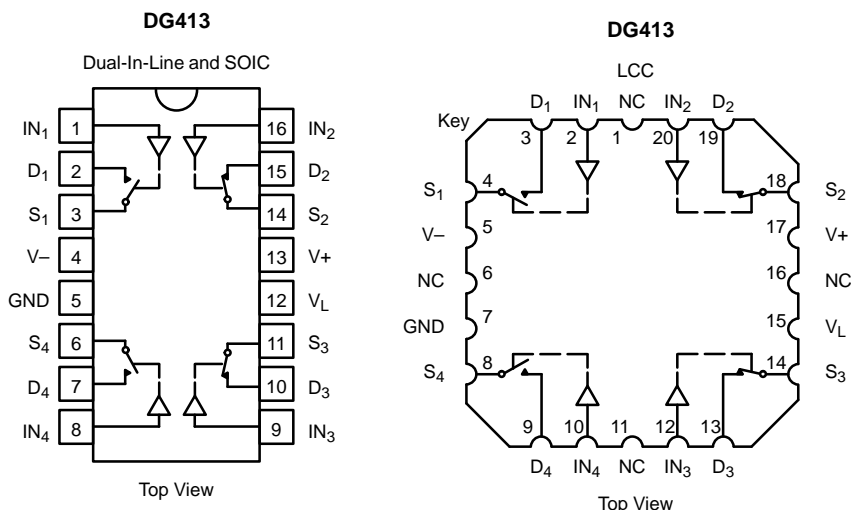 DG413
Dual-In-Line and SOIC
IN1 1 16 IN2
D1 2 15 D2
S1 3 14 S2
V– 4 13 V+
GND 5 12 VL
S4 6 11 S3
D4 7 10 D3
IN4 8 9 IN3
Top View
DG413
LCC
D1 IN1 NC IN2 D2
Key
3 2 1 20 19
S1 4 18 S2
V– 5 17 V+
NC 6 16 NC
GND 7 15 VL
S4 8 14 S3
9 10 11 12 13
D4 IN4 NC IN3 D3
Top View